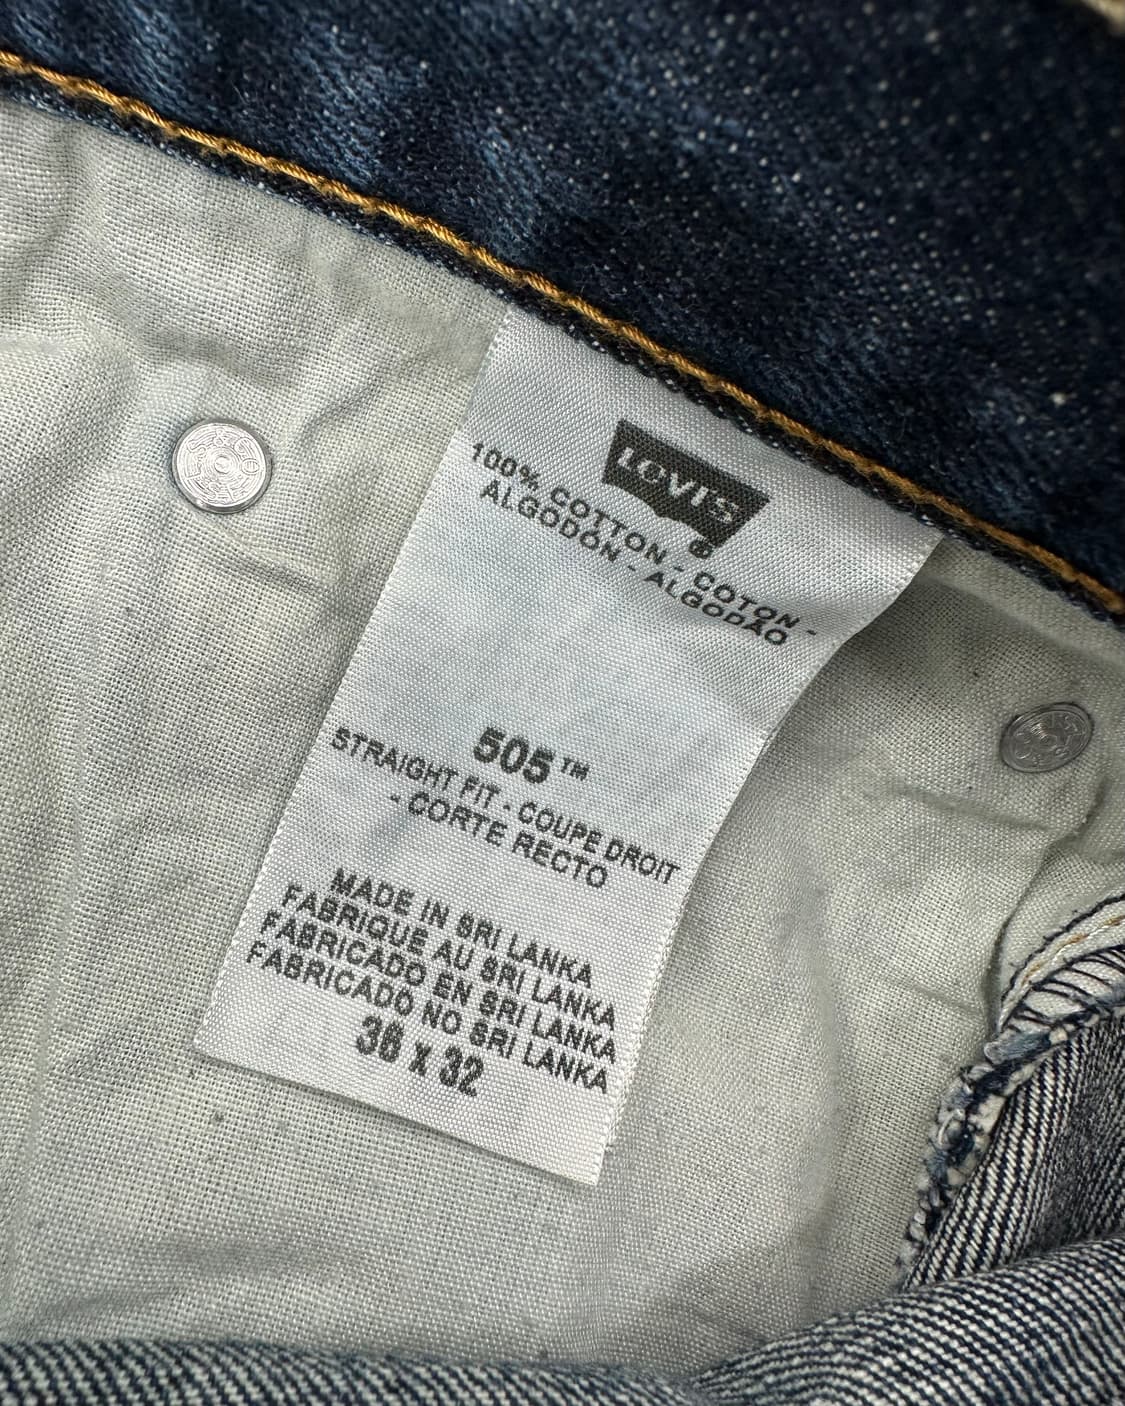 LEVI'S
®
100% COTTON - COTON -
ALGODÓN - ALGODÃO
505™
STRAIGHT FIT - COUPE DROIT
- CORTE RECTO
MADE IN SRI LANKA
FABRIQUE AU SRI LANKA
FABRICADO EN SRI LANKA
FABRICADO NO SRI LANKA
36 x 32